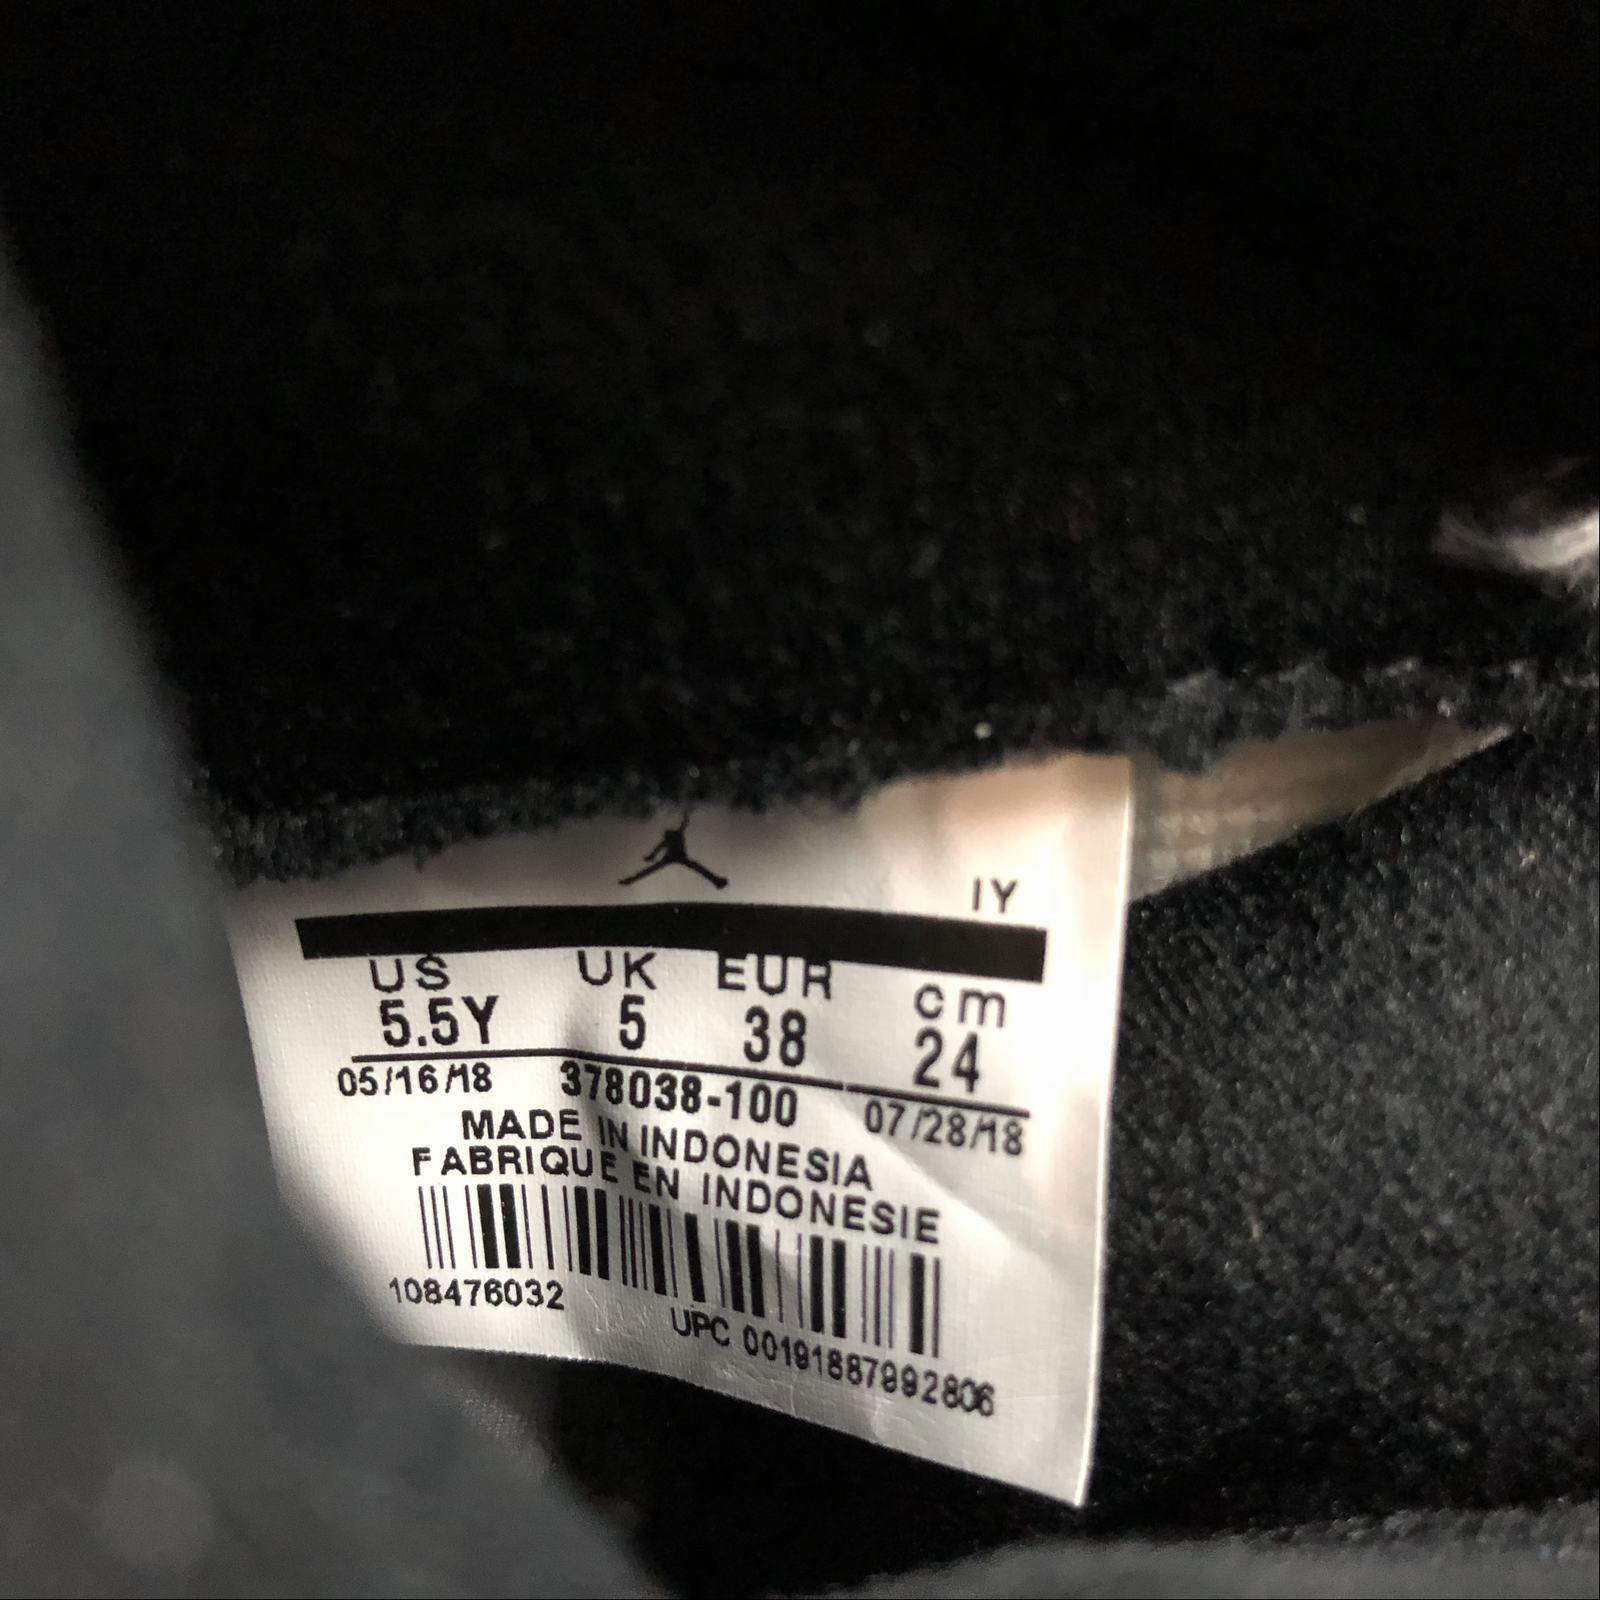 IY
US UK EUR cm
5.5Y 5 38 24
05/16/18 378038-100 07/28/18
MADE IN INDONESIA
FABRIQUE EN INDONESIE
108476032
UPC 00191887992806